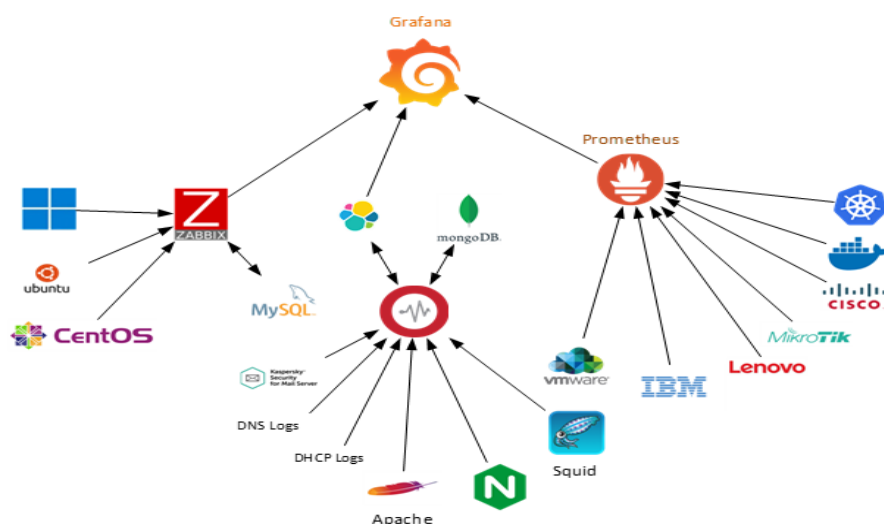 Grafana
Prometheus
Z
ZABBIX
mongoDB.
ubuntu
MySQL
CISCO
CentOS
MikroTik
Kaspersky
Security
for Mail Server
Lenovo
vmware
IBM
DNS Logs
DHCP Logs
N
Squid
Apache